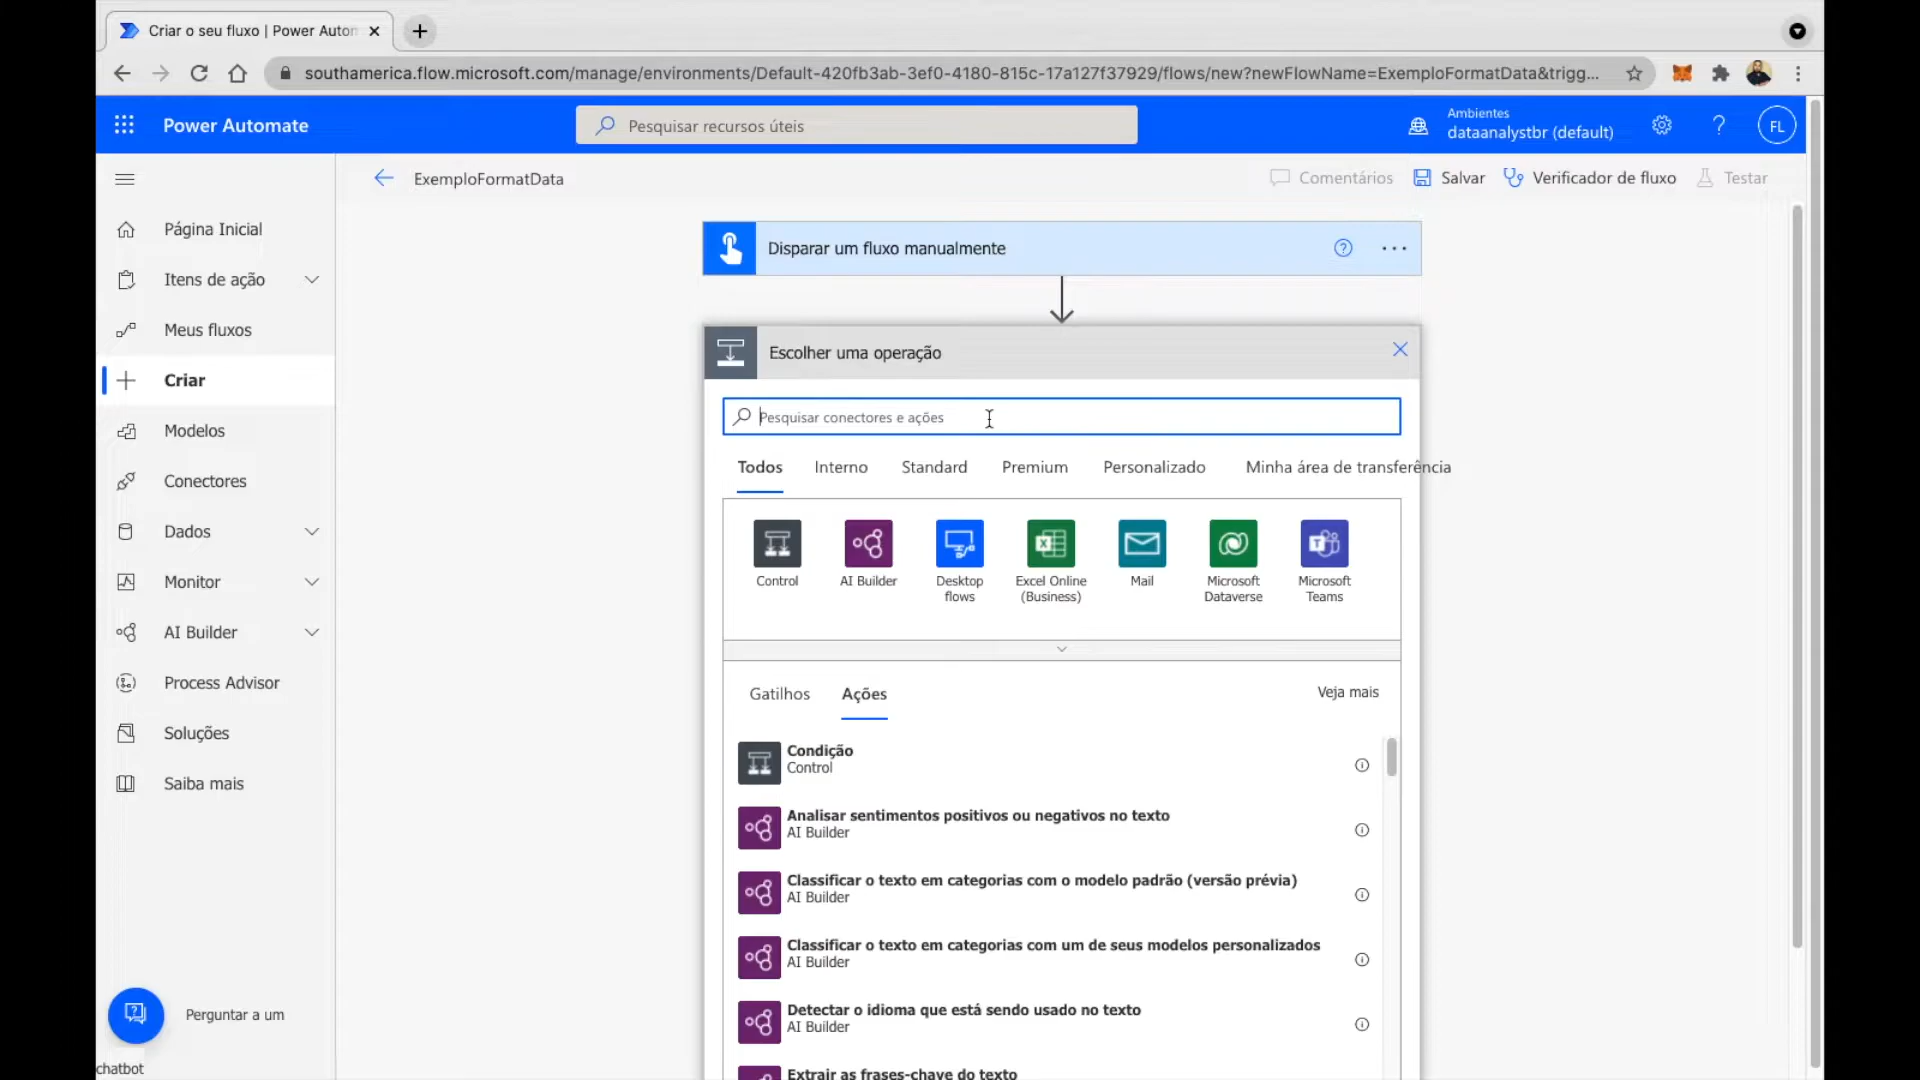 Criar o seu fluxo | Power Autom
southamerica.flow.microsoft.com/manage/environments/Default-420fb3ab-3ef0-4180-815c-17a127f37929/flows/new?newFlowName=ExemploFormatData&trigg...
Power Automate
Pesquisar recursos úteis
Ambientes
dataanalystbr (default)
?
FL
ExemploFormatData
Comentários
Salvar
Verificador de fluxo
Testar
Página Inicial
Itens de ação
Meus fluxos
Criar
Modelos
Conectores
Dados
Monitor
AI Builder
Process Advisor
Soluções
Saiba mais
Perguntar a um
chatbot
Disparar um fluxo manualmente
Escolher uma operação
Pesquisar conectores e ações
Todos
Interno
Standard
Premium
Personalizado
Minha área de transferência
Control
AI Builder
Desktop
flows
Excel Online
(Business)
Mail
Microsoft
Dataverse
Microsoft
Teams
Gatilhos
Ações
Veja mais
Condição
Control
Analisar sentimentos positivos ou negativos no texto
AI Builder
Classificar o texto em categorias com o modelo padrão (versão prévia)
AI Builder
Classificar o texto em categorias com um de seus modelos personalizados
AI Builder
Detectar o idioma que está sendo usado no texto
AI Builder
Extrair as frases-chave do texto